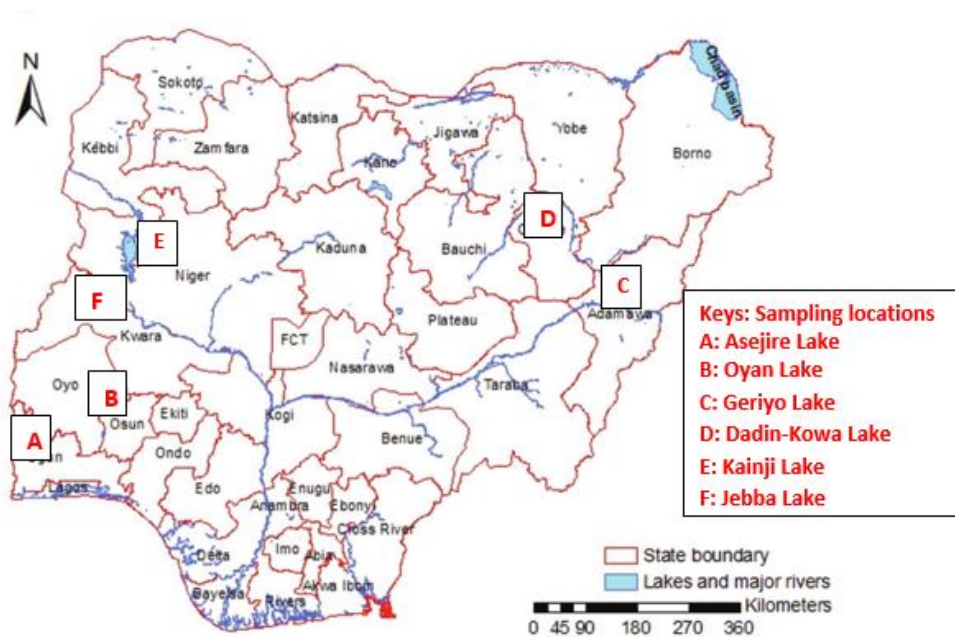 N
Sokoto
Katsina
Kebbi
Zamfara
Kano
Jigawa
Yobe
Borno
Chad basin
E
Niger
Kaduna
Bauchi
D
C
Adamawa
F
Kwara
FCT
Plateau
Nasarawa
Taraba
Oyo
B
Osun
Ekiti
Kogi
Benue
A
Ondo
Lagos
Edo
Enugu
Anambra
Ebonyi
Cross River
Delta
Imo
Abia
Bayelsa
Rivers
Akwa Ibom
Keys: Sampling locations
A: Asejire Lake
B: Oyan Lake
C: Geriyo Lake
D: Dadin-Kowa Lake
E: Kainji Lake
F: Jebba Lake
State boundary
Lakes and major rivers
Kilometers
0 45 90 180 270 360